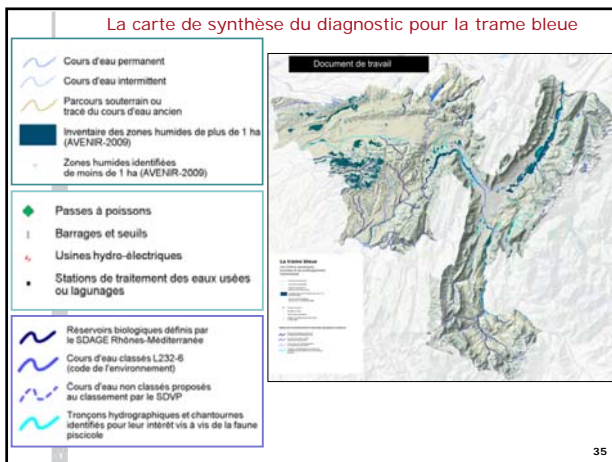 La carte de synthèse du diagnostic pour la trame bleue
Cours d'eau permanent
Cours d'eau intermittent
Parcours souterrain ou
tracé du cours d'eau ancien
Inventaire des zones humides de plus de 1 ha
(AVENIR-2009)
Zones humides identifiées
de moins de 1 ha (AVENIR-2009)
Passes à poissons
Barrages et seuils
Usines hydro-électriques
Stations de traitement des eaux usées
ou lagunages
Réservoirs biologiques définis par
le SDAGE Rhônes-Méditerranée
Cours d'eau classés L232-6
(code de l'environnement)
Cours d'eau non classés proposés
au classement par le SDVP
Tronçons hydrographiques et chantournes
identifiés pour leur intérêt vis à vis de la faune
piscicole
Document de travail
La trame bleue
35